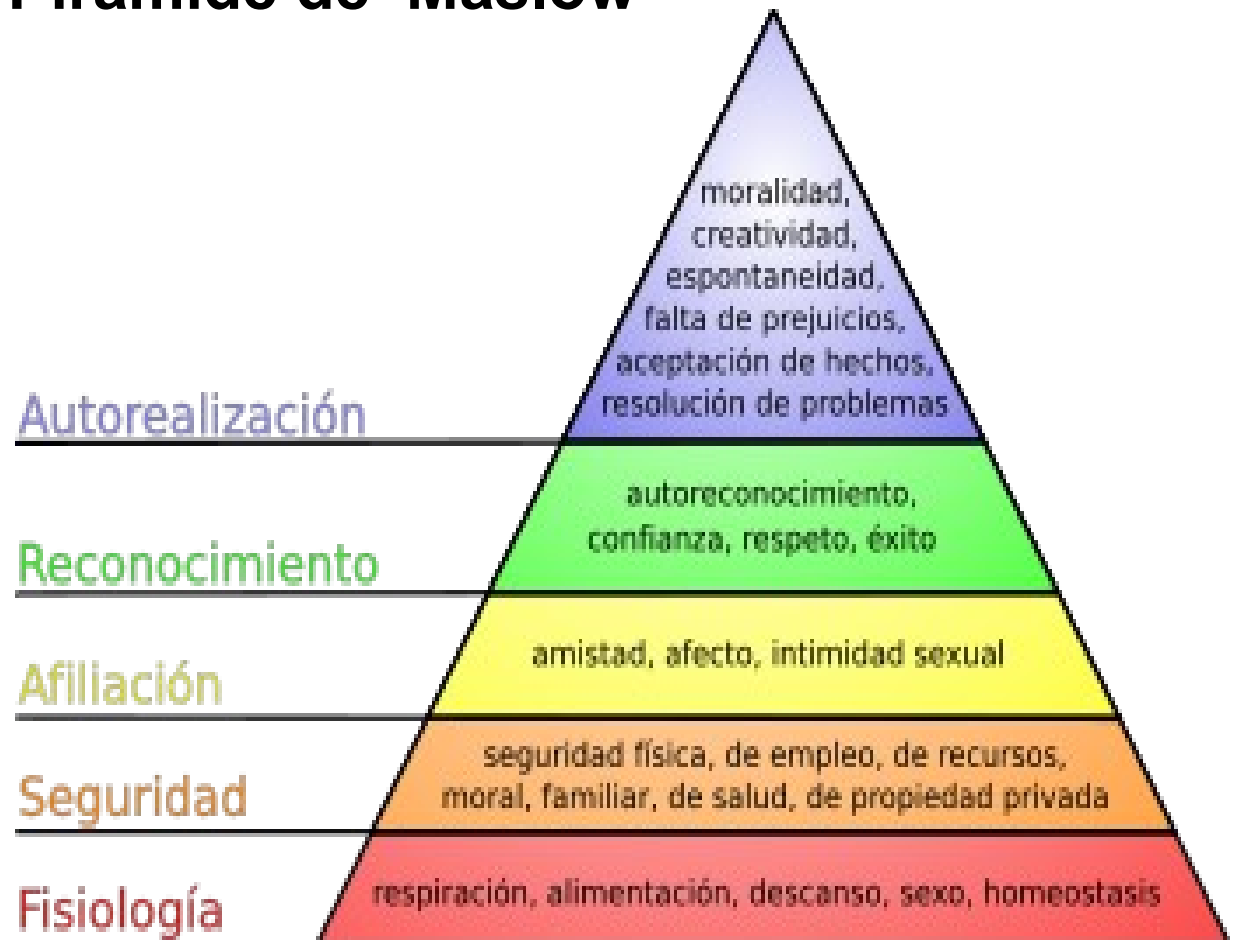 Pirámide de Maslow
moralidad,
creatividad,
espontaneidad,
falta de prejuicios,
aceptación de hechos,
resolución de problemas
Autorealización
autoreconocimiento,
confianza, respeto, éxito
Reconocimiento
amistad, afecto, intimidad sexual
Afiliación
seguridad física, de empleo, de recursos,
moral, familiar, de salud, de propiedad privada
Seguridad
respiración, alimentación, descanso, sexo, homeostasis
Fisiología